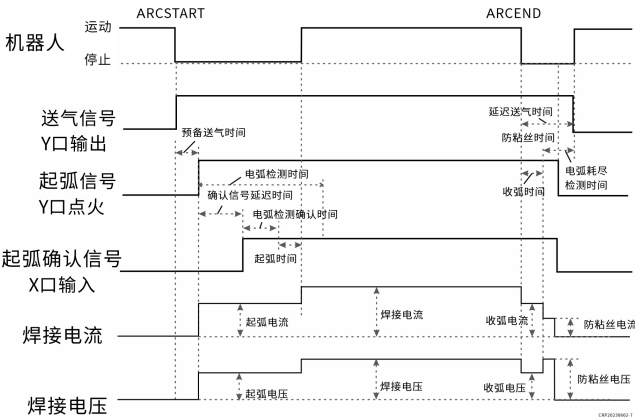 ARCSTART
ARCEND
运动
机器人
停止
送气信号
Y口输出
延迟送气时间
预备送气时间
防粘丝时间
起弧信号
Y口点火
电弧检测时间
电弧耗尽
检测时间
确认信号延迟时间
收弧时间
电弧检测确认时间
起弧确认信号
X口输入
起弧时间
焊接电流
起弧电流
焊接电流
收弧电流
防粘丝电流
焊接电压
起弧电压
焊接电压
收弧电压
防粘丝电压
CRP20230602-7